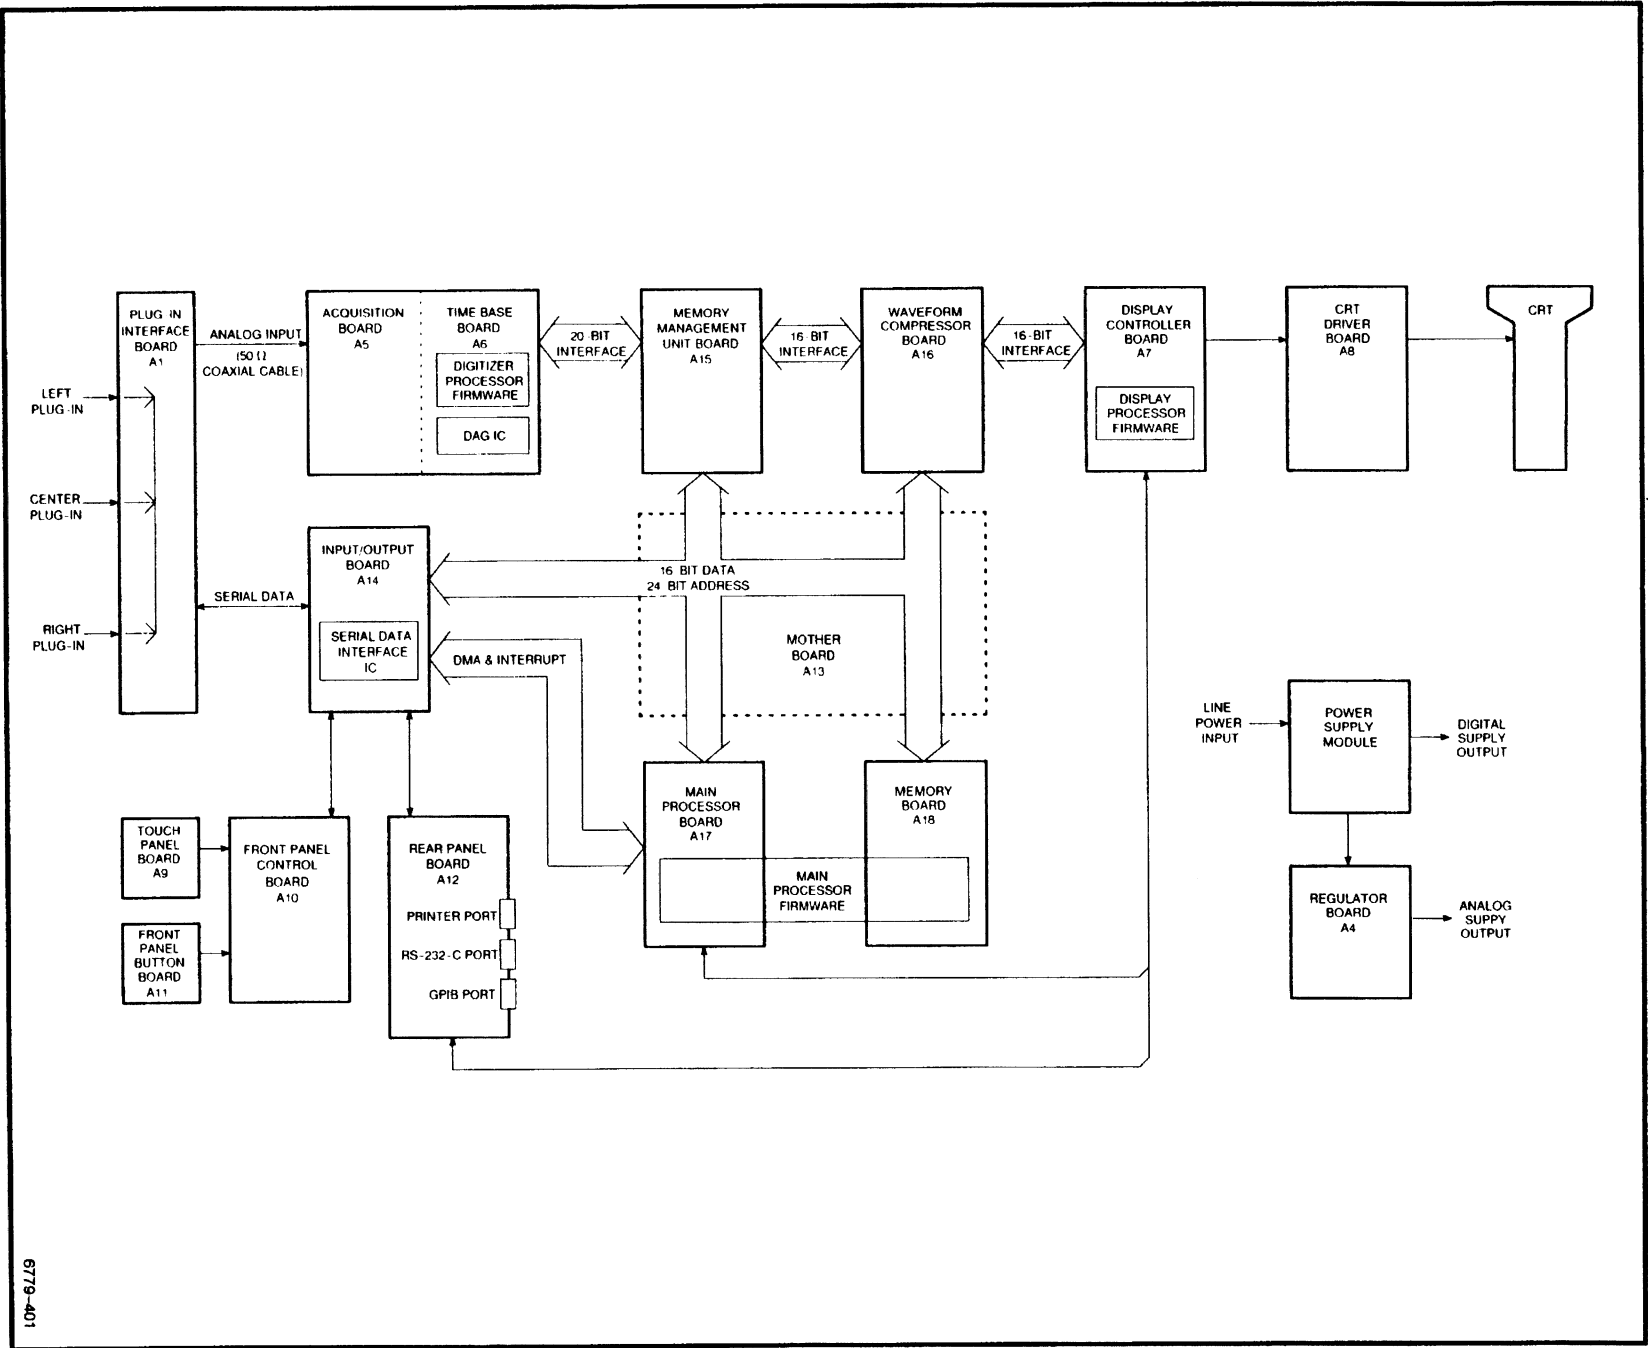 PLUG IN
INTERFACE
BOARD
A1
LEFT
PLUG-IN
CENTER
PLUG-IN
RIGHT
PLUG-IN
ANALOG INPUT
(50 Ω
COAXIAL CABLE)
SERIAL DATA
ACQUISITION
BOARD
A5
TIME BASE
BOARD
A6
DIGITIZER
PROCESSOR
FIRMWARE
DAG IC
20-BIT
INTERFACE
MEMORY
MANAGEMENT
UNIT BOARD
A15
16-BIT
INTERFACE
WAVEFORM
COMPRESSOR
BOARD
A16
16-BIT
INTERFACE
DISPLAY
CONTROLLER
BOARD
A7
DISPLAY
PROCESSOR
FIRMWARE
CRT
DRIVER
BOARD
A8
CRT
INPUT/OUTPUT
BOARD
A14
SERIAL DATA
INTERFACE
IC
16 BIT DATA
24 BIT ADDRESS
DMA & INTERRUPT
MOTHER
BOARD
A13
LINE
POWER
INPUT
POWER
SUPPLY
MODULE
DIGITAL
SUPPLY
OUTPUT
TOUCH
PANEL
BOARD
A9
FRONT
PANEL
BUTTON
BOARD
A11
FRONT PANEL
CONTROL
BOARD
A10
REAR PANEL
BOARD
A12
PRINTER PORT
RS-232-C PORT
GPIB PORT
MAIN
PROCESSOR
BOARD
A17
MEMORY
BOARD
A18
MAIN
PROCESSOR
FIRMWARE
REGULATOR
BOARD
A4
ANALOG
SUPPY
OUTPUT
6779-401